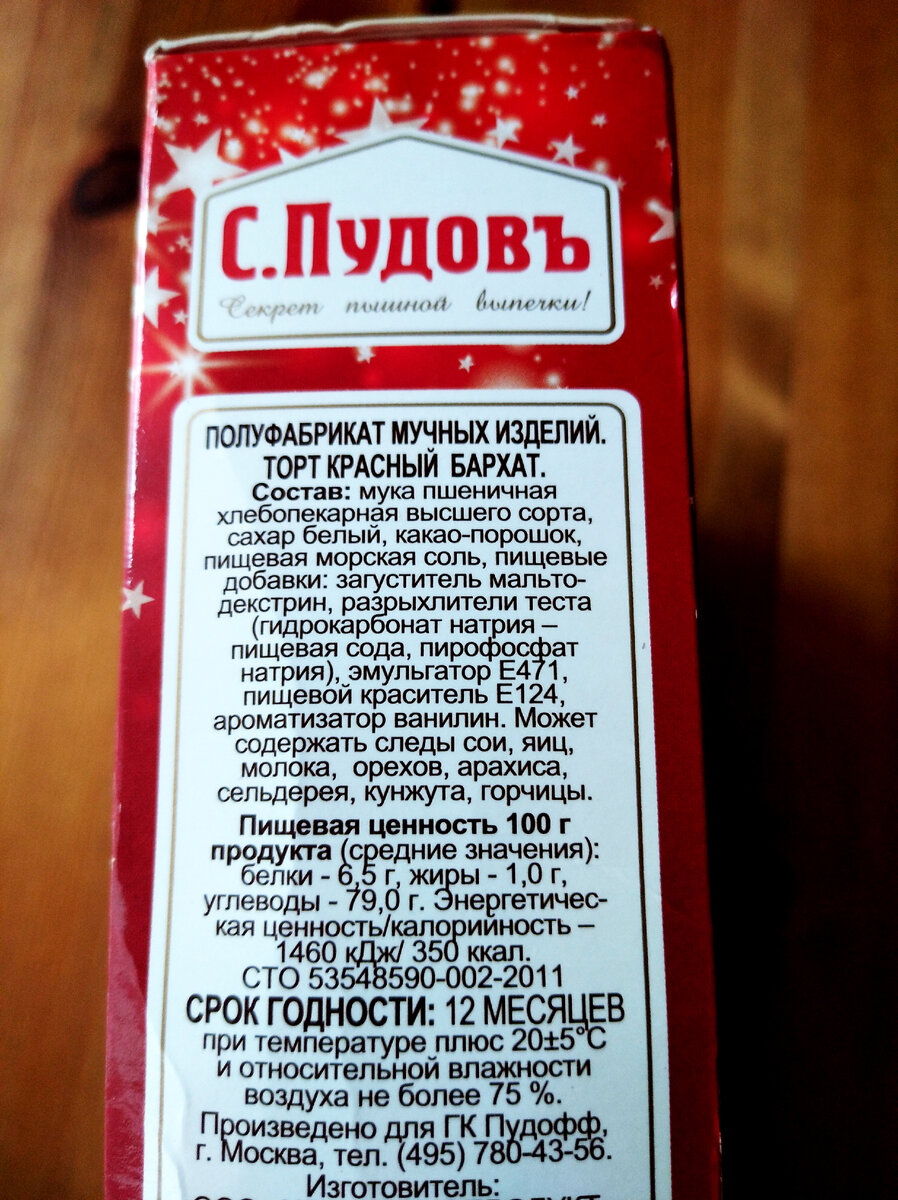 С.ПУДОВЪ
Секрет пышной выпечки!
ПОЛУФАБРИКАТ МУЧНЫХ ИЗДЕЛИЙ.
ТОРТ КРАСНЫЙ БАРХАТ.
Состав: мука пшеничная
хлебопекарная высшего сорта,
сахар белый, какао-порошок,
пищевая морская соль, пищевые
добавки: загуститель мальто-
декстрин, разрыхлители теста
(гидрокарбонат натрия –
пищевая сода, пирофосфат
натрия), эмульгатор Е471,
пищевой краситель Е124,
ароматизатор ванилин. Может
содержать следы сои, яиц,
молока, орехов, арахиса,
сельдерея, кунжута, горчицы.
Пищевая ценность 100 г
продукта (средние значения):
белки - 6,5 г, жиры - 1,0 г,
углеводы - 79,0 г. Энергетичес-
кая ценность/калорийность –
1460 кДж/ 350 ккал.
СТО 53548590-002-2011
СРОК ГОДНОСТИ: 12 МЕСЯЦЕВ
при температуре плюс 20±5°С
и относительной влажности
воздуха не более 75 %.
Произведено для ГК Пудофф,
г. Москва, тел. (495) 780-43-56.
Изготовитель: